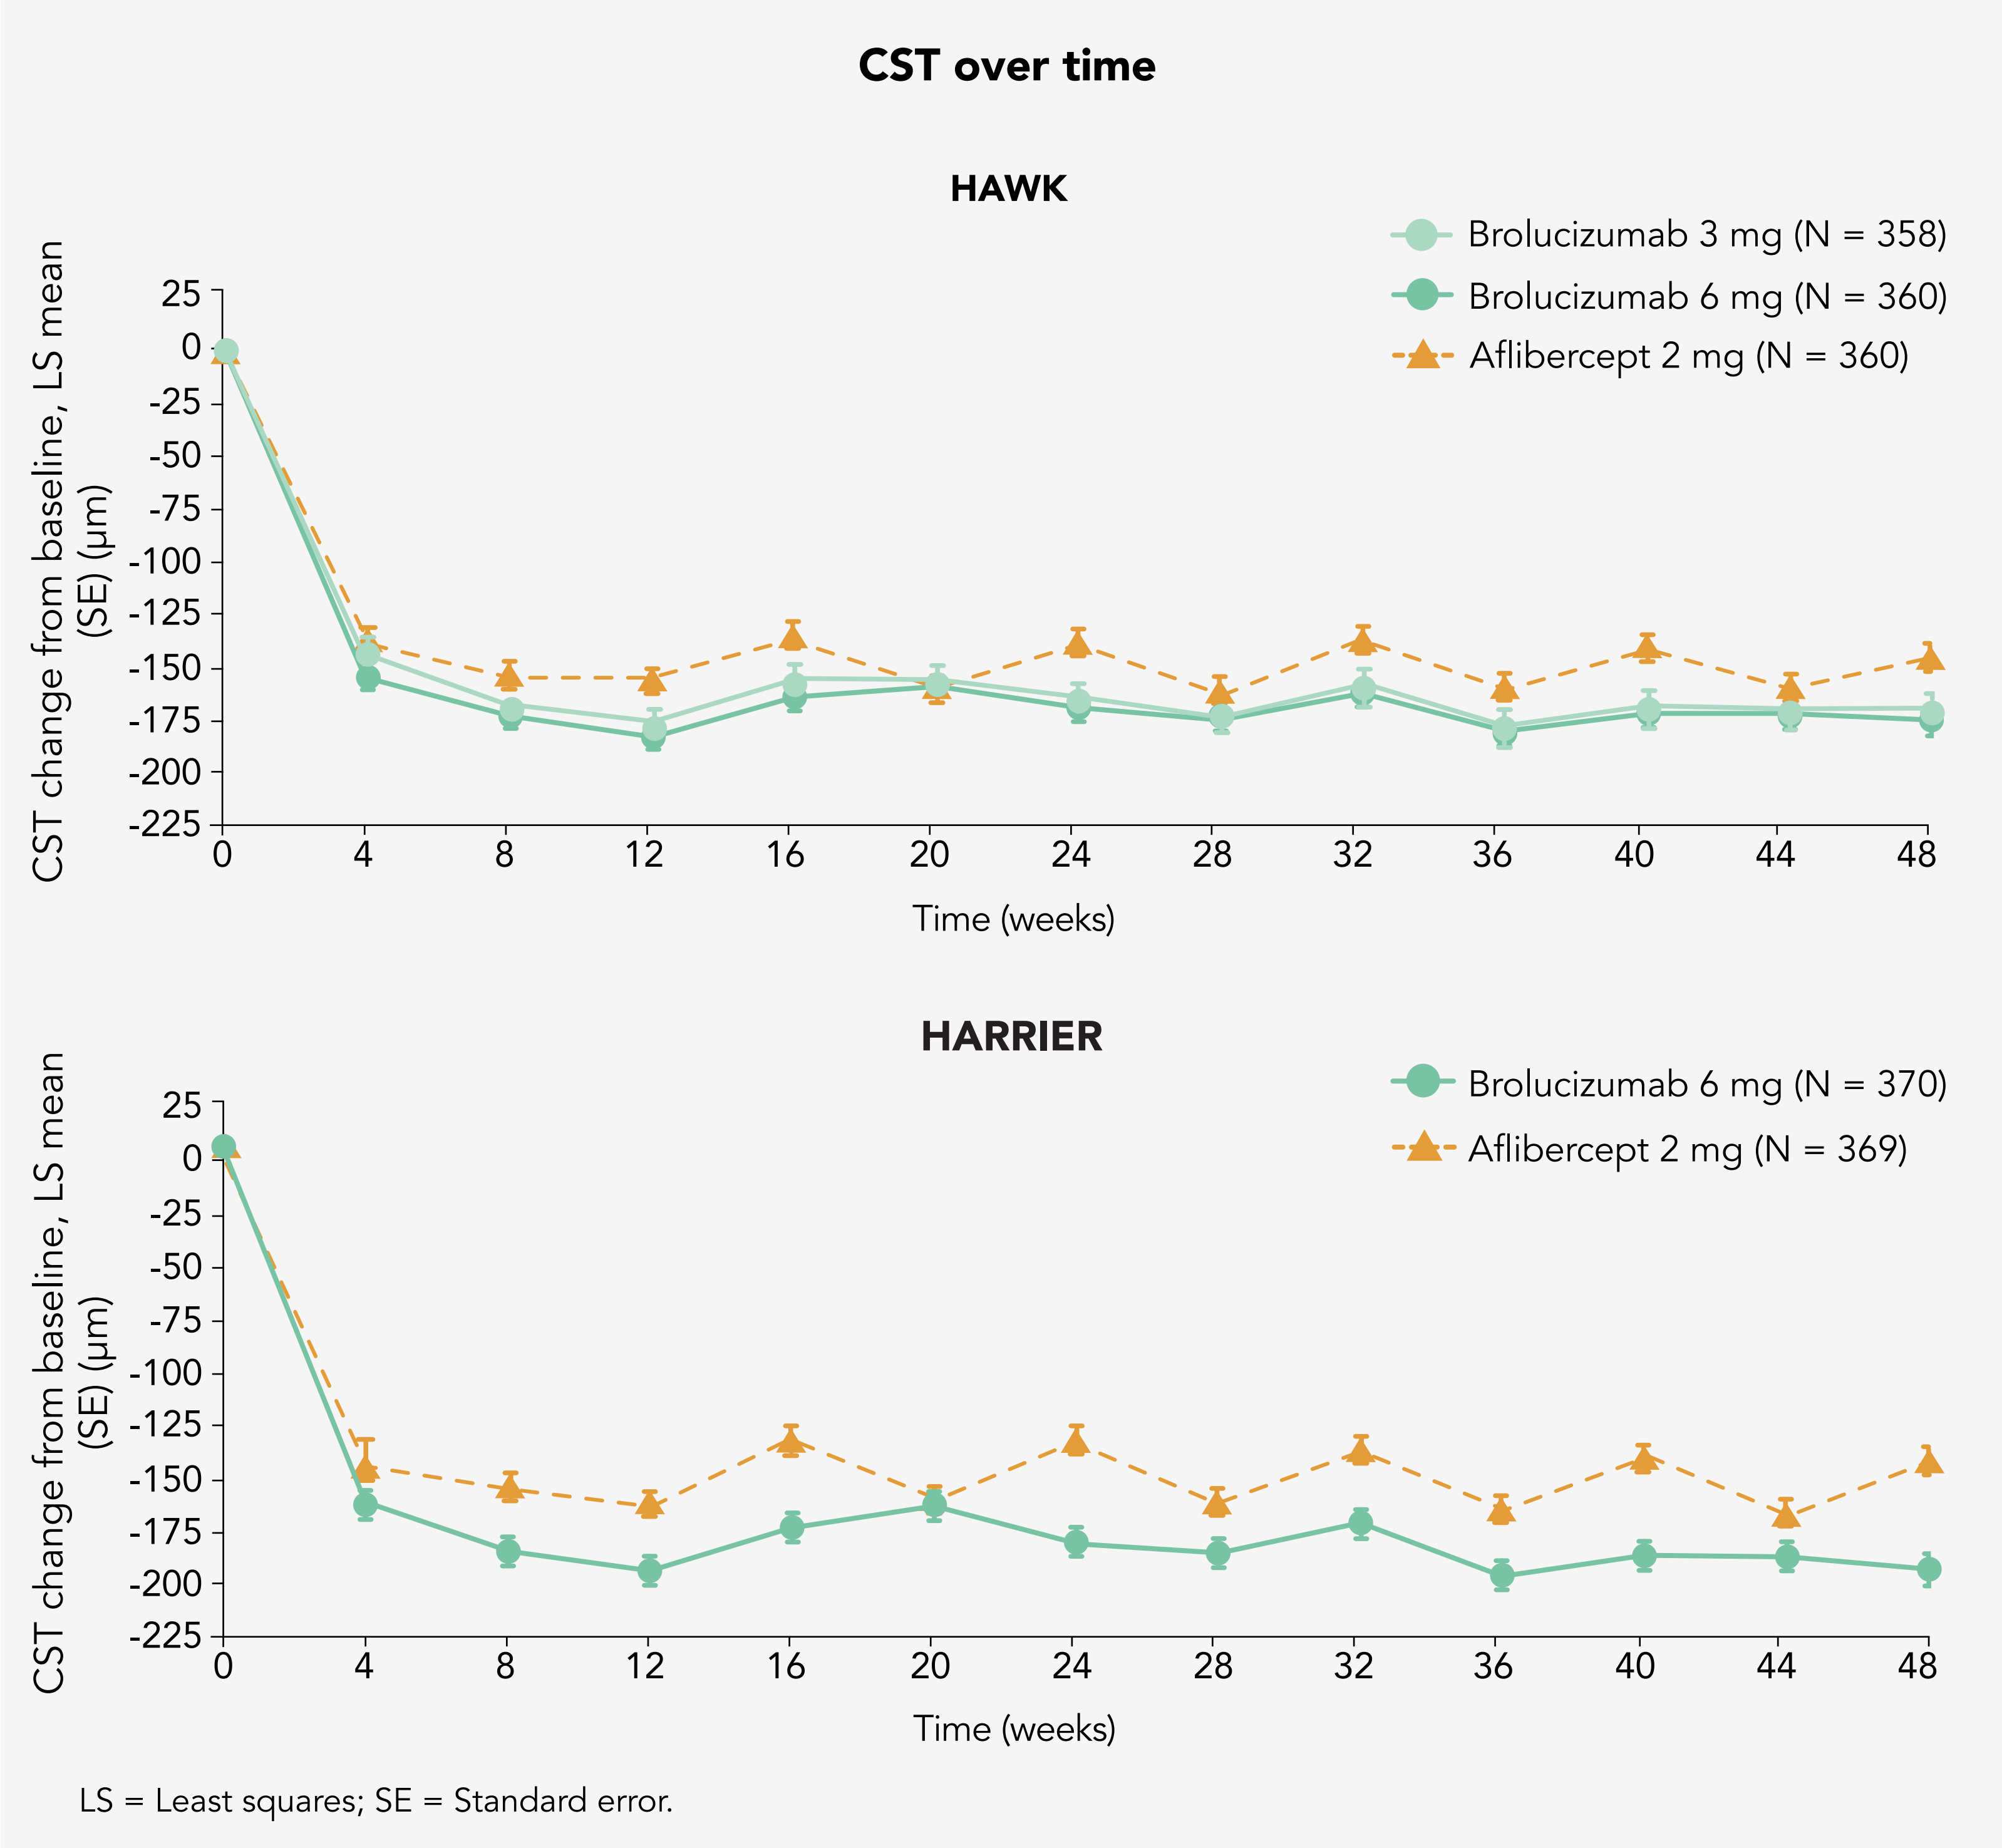 CST over time
HAWK
Brolucizumab 3 mg (N = 358)
Brolucizumab 6 mg (N = 360)
Aflibercept 2 mg (N = 360)
CST change from baseline, LS mean
(SE) (µm)
25
0
-25
-50
-75
-100
-125
-150
-175
-200
-225
0 4 8 12 16 20 24 28 32 36 40 44 48
Time (weeks)
HARRIER
Brolucizumab 6 mg (N = 370)
Aflibercept 2 mg (N = 369)
CST change from baseline, LS mean
(SE) (µm)
25
0
-25
-50
-75
-100
-125
-150
-175
-200
-225
0 4 8 12 16 20 24 28 32 36 40 44 48
Time (weeks)
LS = Least squares; SE = Standard error.